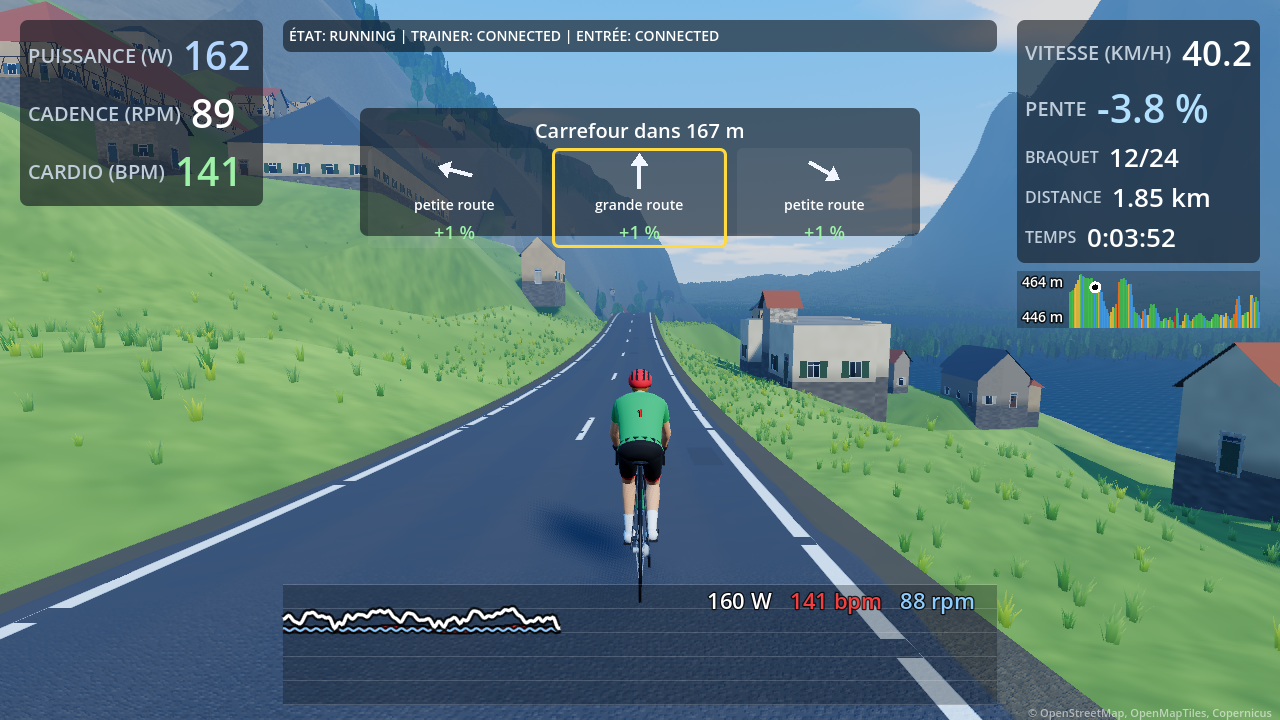 PUISSANCE (W) 162
CADENCE (RPM) 89
CARDIO (BPM) 141
ÉTAT: RUNNING | TRAINER: CONNECTED | ENTRÉE: CONNECTED
Carrefour dans 167 m
petite route
+1 %
grande route
+1 %
petite route
+1 %
VITESSE (KM/H) 40.2
PENTE -3.8 %
BRAQUET 12/24
DISTANCE 1.85 km
TEMPS 0:03:52
464 m
446 m
1
160 W 141 bpm 88 rpm
© OpenStreetMap, OpenMapTiles, Copernicus